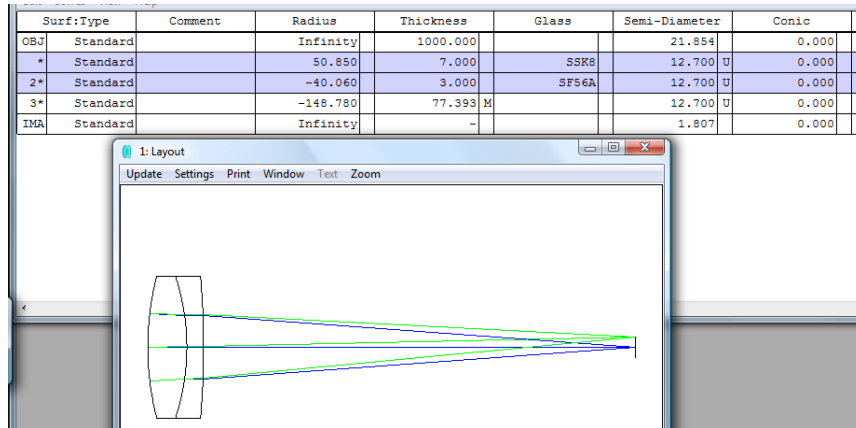 Surf:Type Comment Radius Thickness Glass Semi-Diameter Conic
OBJ Standard Infinity 1000.000 21.854 0.000
* Standard 50.850 7.000 SSK8 12.700 U 0.000
2* Standard -40.060 3.000 SF56A 12.700 U 0.000
3* Standard -148.780 77.393 M 12.700 U 0.000
IMA Standard Infinity - 1.807 0.000
1: Layout
Update Settings Print Window Text Zoom